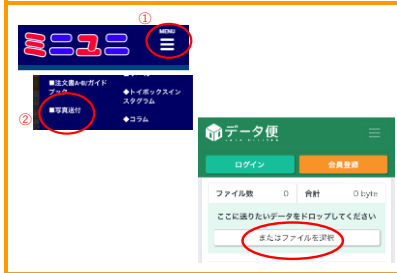 ①
MENU
ミニユニ
■注文書A-B/ガイド
ブック
◆トイボックスイン
スタグラム
②
■写真送付
◆コラム
データ便
ログイン
会員登録
ファイル数 0 合計 0 byte
ここに送りたいデータをドロップしてください
またはファイルを選択